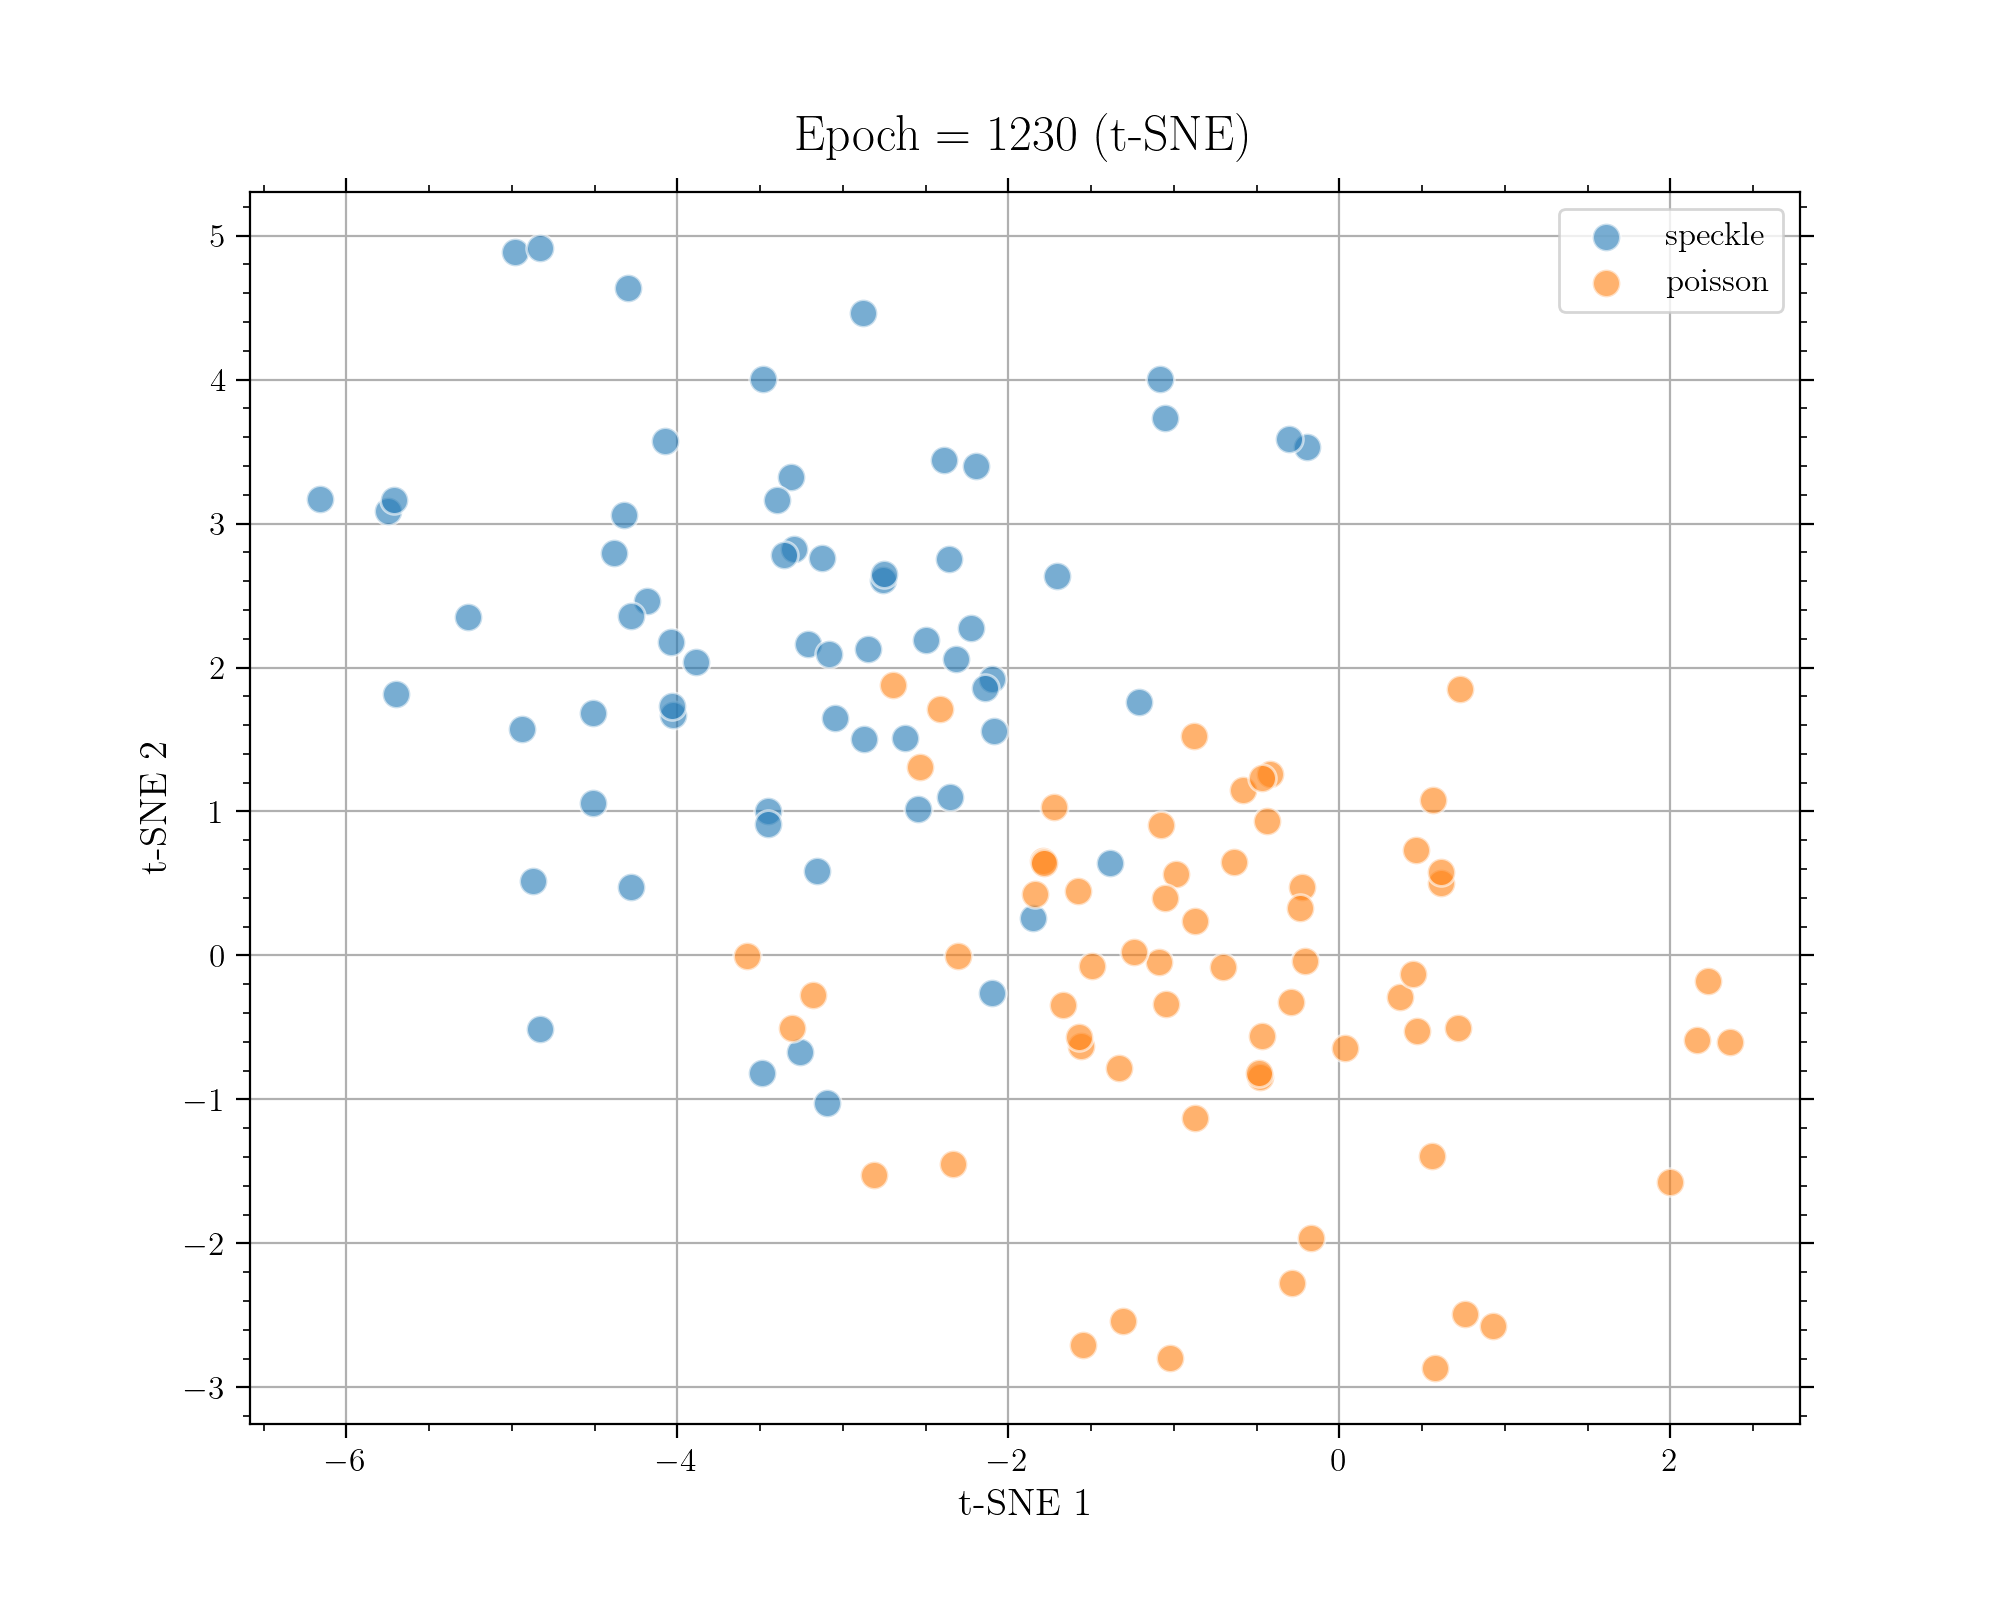 Epoch = 1230 (t-SNE)
speckle
poisson
5
4
3
2
1
0
−1
−2
−3
t-SNE 2
−6 −4 −2 0 2
t-SNE 1